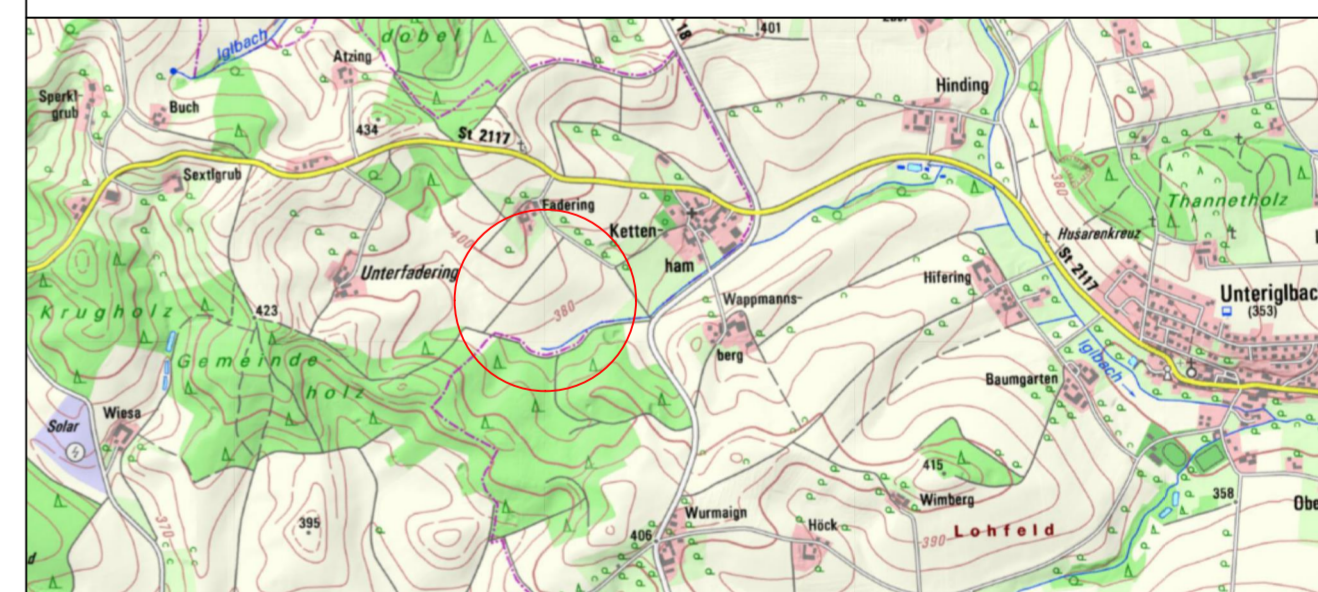 dobel
18
401
Iglbach
Atzing
Hinding
Sperkl-
grub
Buch
434
St 2117
Sextlgrub
380
Thannetholz
Fadering
Ketten-
ham
400
Husarenkreuz
St 2117
Unterfadering
Hifering
Unteriglbac
(353)
Krugholz
423
380
Wappmanns-
berg
Gemeinde-
holz
Iglbach
Baumgarten
Wiesa
Solar
415
358
Wimberg
Obe
370
395
406
Wurmaign
Höck
390
Lohfeld
d